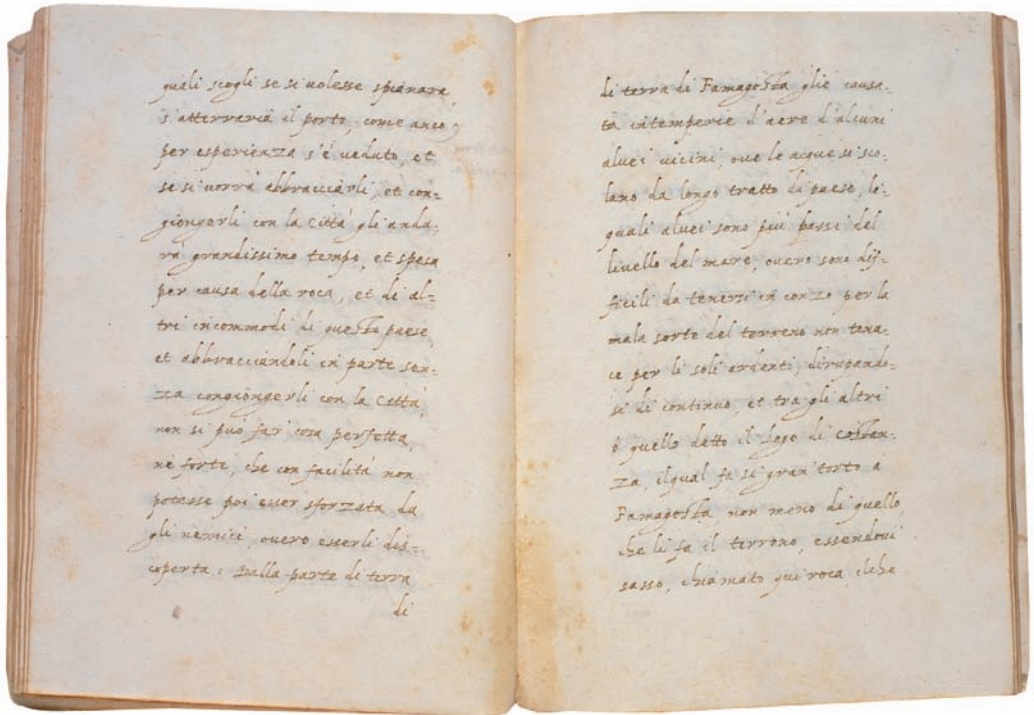 quali scogli se si uolesse spianare,
s'atterraria il porto, come anco
per esperienza s'è ueduto, et
se si uorrà abbracciarli, et con=
giongerli con la Città gli anda=
rà grandissimo tempo, et spesa
per causa della roca, et di al=
tri incommodi di questo paese
et abbracciandoli in parte sen=
za congiongerli con la Città,
non si può far cosa perfetta,
nè forte, che con facilità non
potesse poi esser sforzata da
gli nemici, ouero esserli dis=
coperta: Dalla parte di terra
di
di terra di Famagosta glie causa=
ta intemperie d'aere d'alcuni
aluei uicini, oue le acque si sco=
lano da longo tratto di paese, li=
quali aluei sono più bassi del
liuello del mare, ouero sono dif=
ficili da tenersi in conzo per la
mala sorte del terreno non tena=
ce per li soli ardenti, dirupando=
si di continuo, et tra gli altri
è quello detto il lago di Costan=
za, ilqual fa si gran torto à
Famagosta, non meno di quello,
che li fa il terreno, essendoui
sasso, chiamato qui roca, che